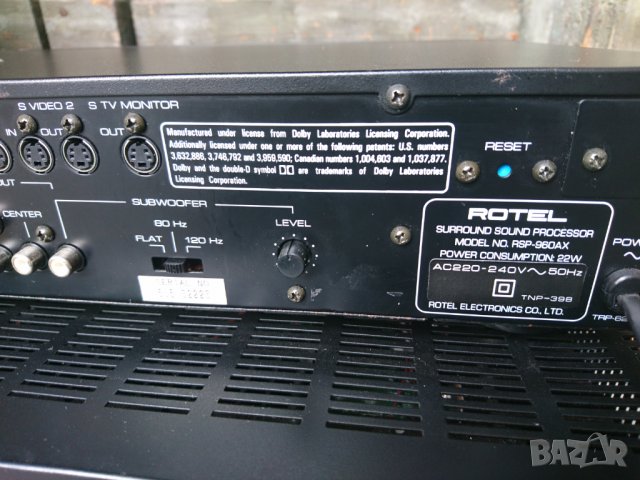 S VIDEO 2   S TV MONITOR
IN   OUT   OUT
Manufactured under license from Dolby Laboratories Licensing Corporation.
Additionally licensed under one or more of the following patents: U.S. numbers
3,632,886, 3,746,792 and 3,959,590; Canadian numbers 1,004,603 and 1,037,877.
Dolby and the double-D symbol are trademarks of Dolby Laboratories
Licensing Corporation.
RESET
OUT
CENTER
SUBWOOFER
80 Hz
FLAT   120 Hz
LEVEL
SERIAL NO.
ROTEL
SURROUND SOUND PROCESSOR
MODEL NO. RSP-960AX
POWER CONSUMPTION: 22W
AC220-240V~50Hz
TNP-398
ROTEL ELECTRONICS CO., LTD.
BAZAR